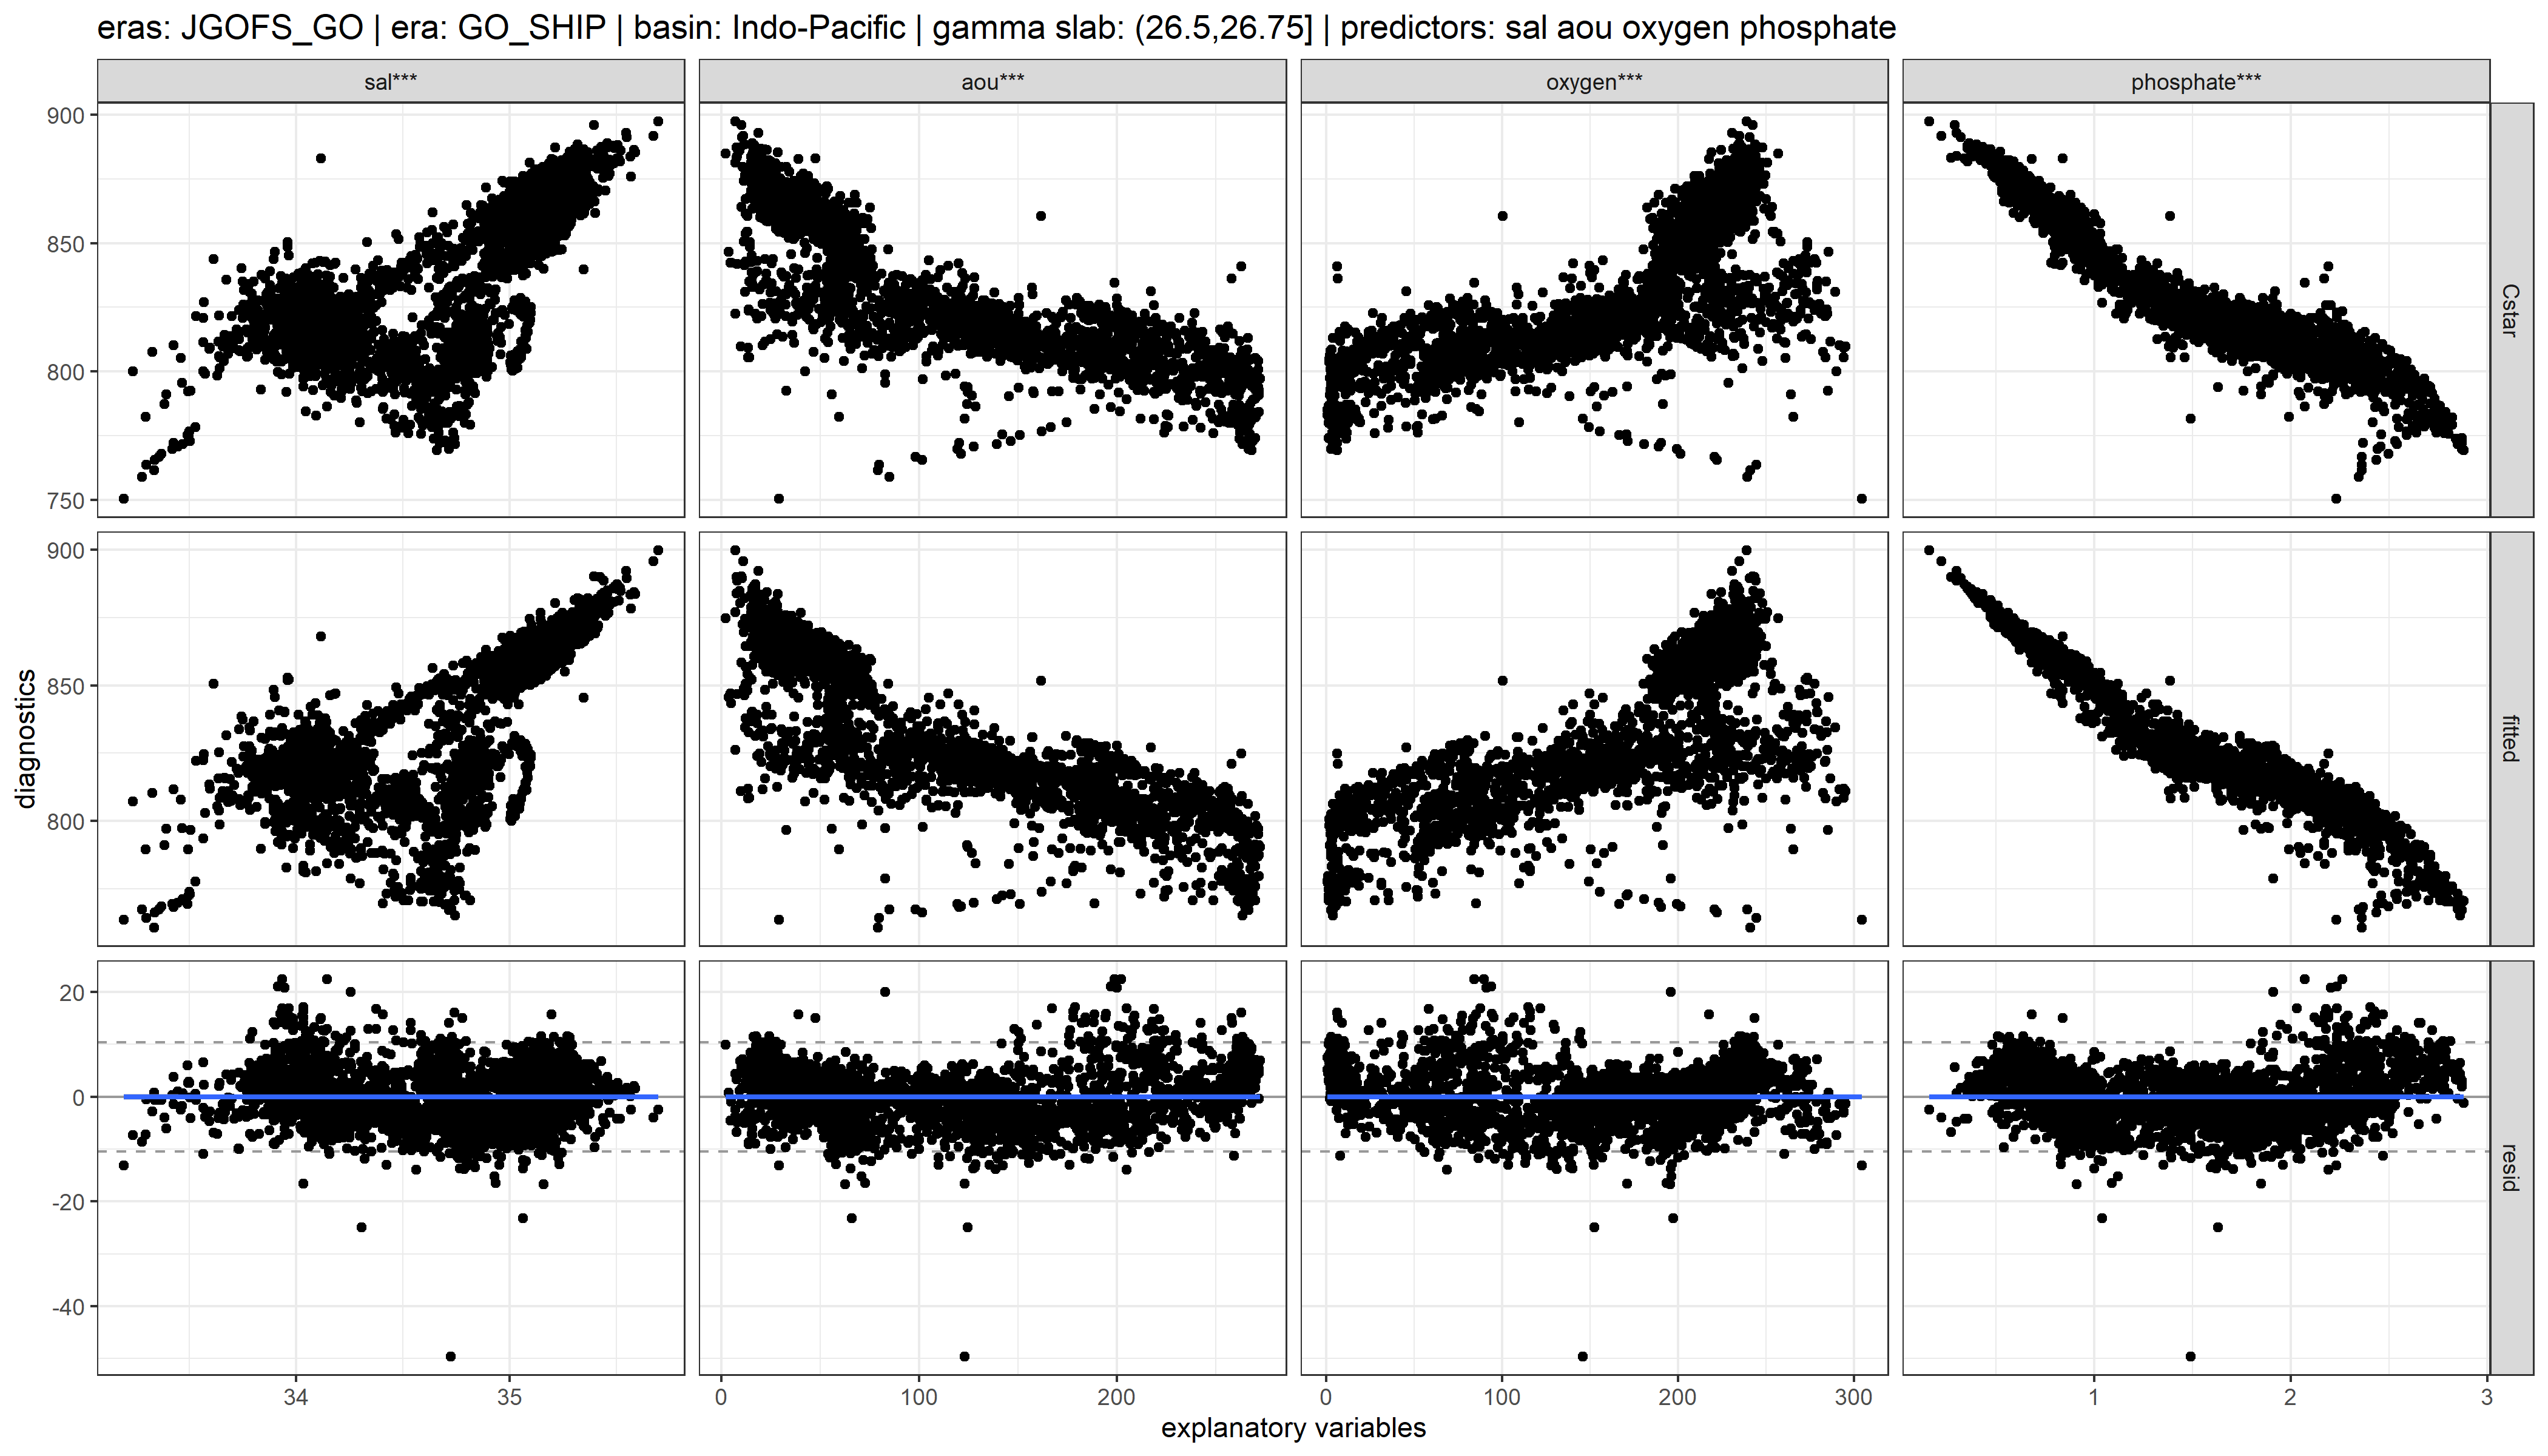 eras: JGOFS_GO | era: GO_SHIP | basin: Indo-Pacific | gamma slab: (26.5,26.75] | predictors: sal aou oxygen phosphate
sal*** aou*** oxygen*** phosphate***
900
850
800
750
Cstar
900
850
800
fitted
20
0
-20
-40
resid
diagnostics
34 35 0 100 200 0 100 200 300 1 2 3
explanatory variables